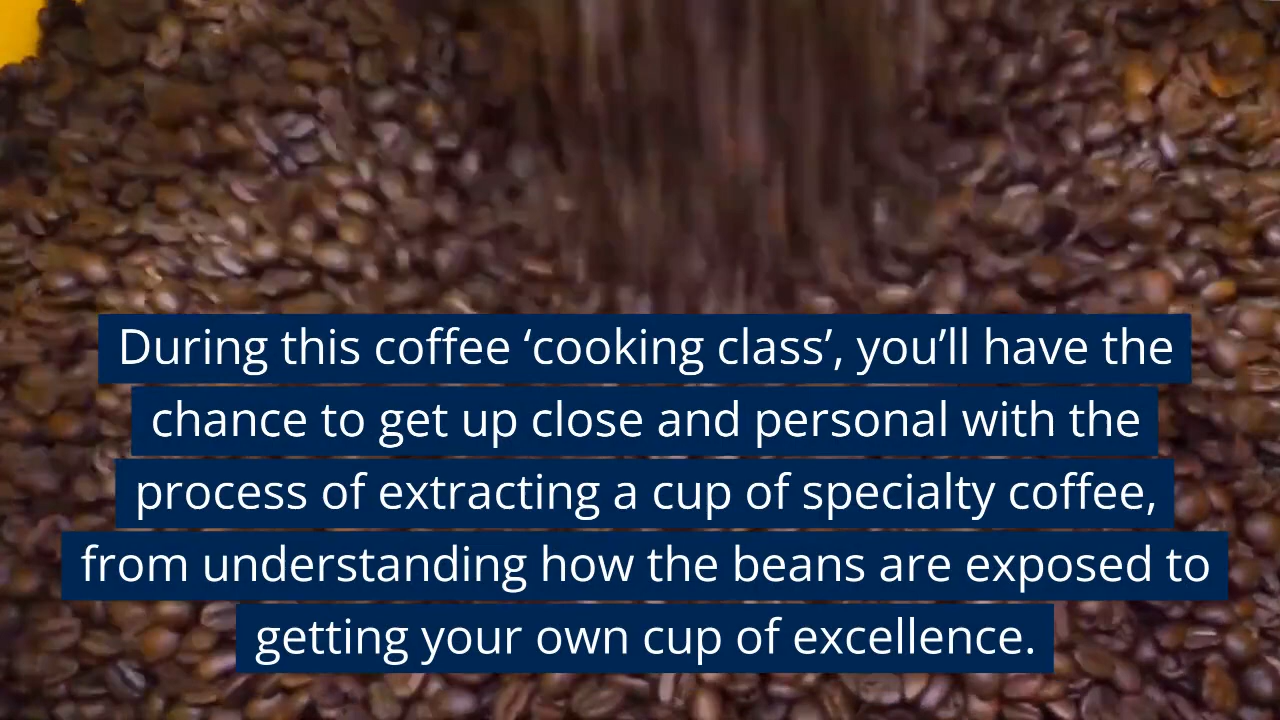 During this coffee ‘cooking class’, you’ll have the
chance to get up close and personal with the
process of extracting a cup of specialty coffee,
from understanding how the beans are exposed to
getting your own cup of excellence.